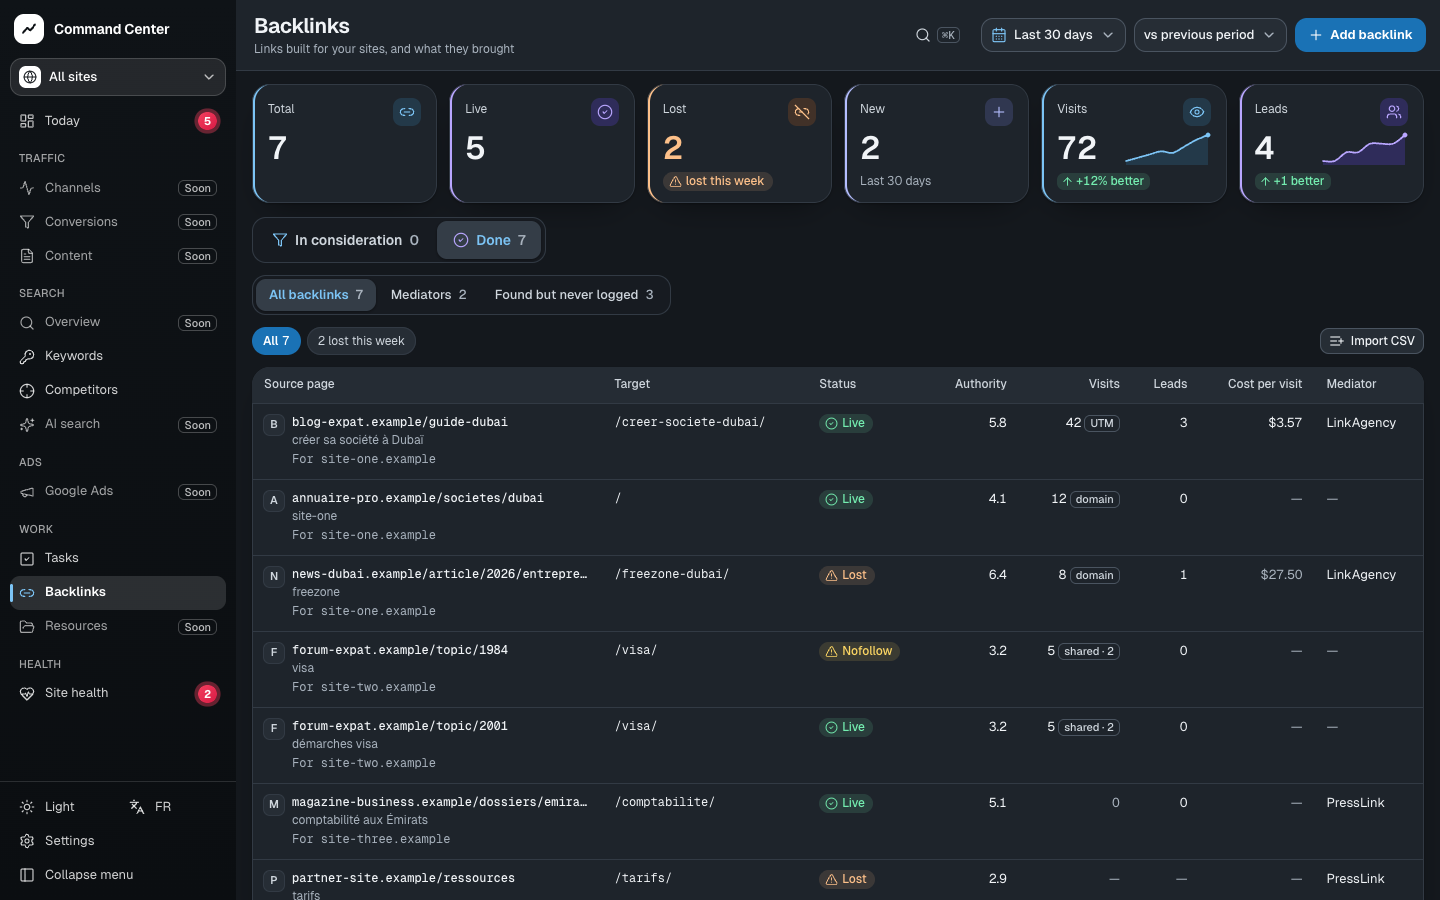 Command Center
All sites
Today 5
TRAFFIC
Channels Soon
Conversions Soon
Content Soon
SEARCH
Overview Soon
Keywords
Competitors
AI search Soon
ADS
Google Ads Soon
WORK
Tasks
Backlinks
Resources Soon
HEALTH
Site health 2
Light FR
Settings
Collapse menu
Backlinks
Links built for your sites, and what they brought
⌘K
Last 30 days
vs previous period
Add backlink
Total
7
Live
5
Lost
2
lost this week
New
2
Last 30 days
Visits
72
+12% better
Leads
4
+1 better
In consideration 0
Done 7
All backlinks 7
Mediators 2
Found but never logged 3
All 7
2 lost this week
Import CSV
Source page Target Status Authority Visits Leads Cost per visit Mediator
B blog-expat.example/guide-dubai /creer-societe-dubai/ Live 5.8 42 UTM 3 $3.57 LinkAgency
créer sa société à Dubaï
For site-one.example
A annuaire-pro.example/societes/dubai / Live 4.1 12 domain 0 — —
site-one
For site-one.example
N news-dubai.example/article/2026/entrepre… /freezone-dubai/ Lost 6.4 8 domain 1 $27.50 LinkAgency
freezone
For site-one.example
F forum-expat.example/topic/1984 /visa/ Nofollow 3.2 5 shared · 2 0 — —
visa
For site-two.example
F forum-expat.example/topic/2001 /visa/ Live 3.2 5 shared · 2 0 — —
démarches visa
For site-two.example
M magazine-business.example/dossiers/emira… /comptabilite/ Live 5.1 0 0 — PressLink
comptabilité aux Émirats
For site-three.example
P partner-site.example/ressources /tarifs/ Lost 2.9 — — — PressLink
tarifs